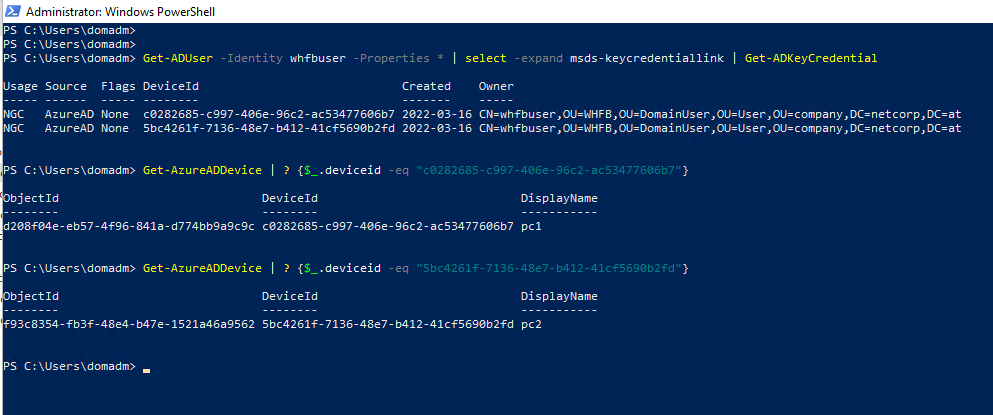 Administrator: Windows PowerShell
PS C:\Users\domadm>
PS C:\Users\domadm>
PS C:\Users\domadm> Get-ADUser -Identity whfbuser -Properties * | select -expand msds-keycredentiallink | Get-ADKeyCredential
Usage Source  Flags DeviceId                             Created    Owner
----- ------  ----- --------                             -------    -----
NGC   AzureAD None  c0282685-c997-406e-96c2-ac53477606b7 2022-03-16 CN=whfbuser,OU=WHFB,OU=DomainUser,OU=User,OU=company,DC=netcorp,DC=at
NGC   AzureAD None  5bc4261f-7136-48e7-b412-41cf5690b2fd 2022-03-16 CN=whfbuser,OU=WHFB,OU=DomainUser,OU=User,OU=company,DC=netcorp,DC=at
PS C:\Users\domadm> Get-AzureADDevice | ? {$_.deviceid -eq "c0282685-c997-406e-96c2-ac53477606b7"}
ObjectId                             DeviceId                             DisplayName
--------                             --------                             -----------
d208f04e-eb57-4f96-841a-d774bb9a9c9c c0282685-c997-406e-96c2-ac53477606b7 pc1
PS C:\Users\domadm> Get-AzureADDevice | ? {$_.deviceid -eq "5bc4261f-7136-48e7-b412-41cf5690b2fd"}
ObjectId                             DeviceId                             DisplayName
--------                             --------                             -----------
f93c8354-fb3f-48e4-b47e-1521a46a9562 5bc4261f-7136-48e7-b412-41cf5690b2fd pc2
PS C:\Users\domadm>